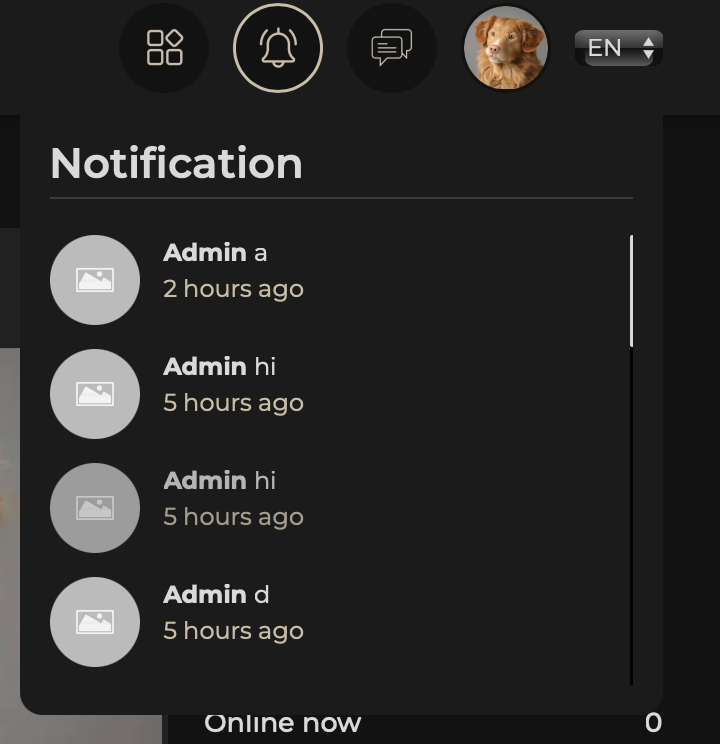 EN
Notification
Admin a
2 hours ago
Admin hi
5 hours ago
Admin hi
5 hours ago
Admin d
5 hours ago
Online now 0